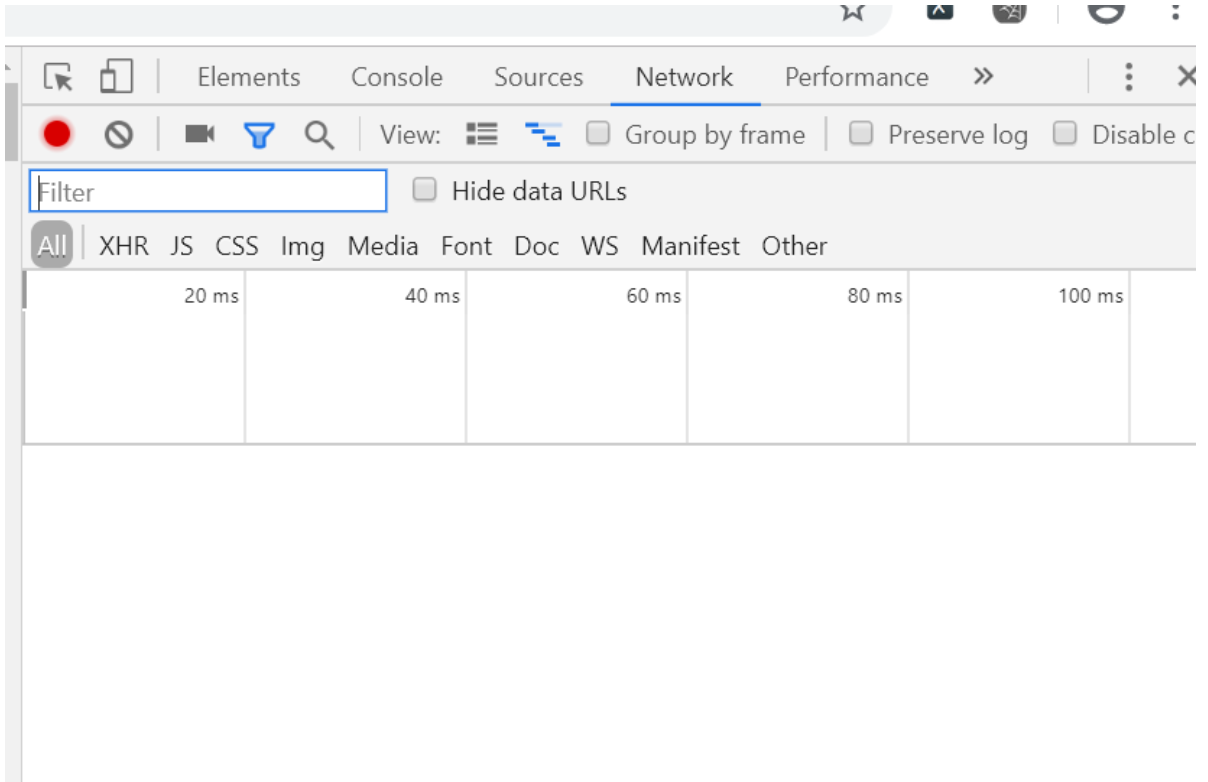 Elements Console Sources Network Performance »
View: Group by frame Preserve log Disable c
Filter Hide data URLs
All XHR JS CSS Img Media Font Doc WS Manifest Other
20 ms 40 ms 60 ms 80 ms 100 ms